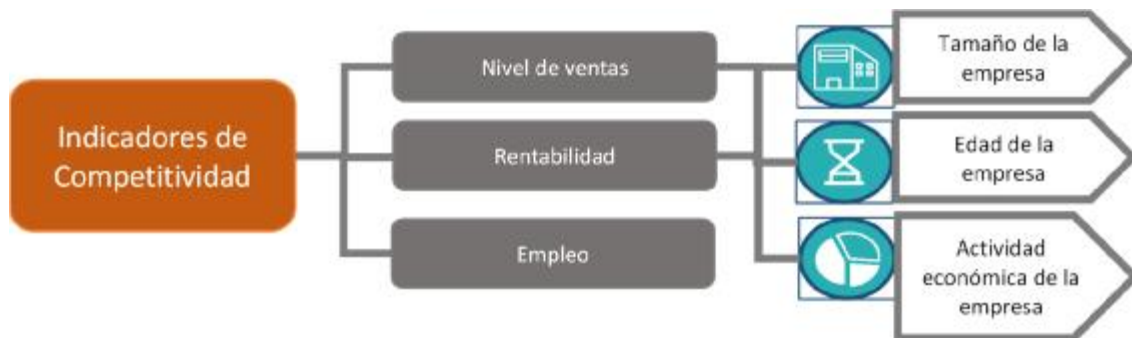 Indicadores de
Competitividad
Nivel de ventas
Rentabilidad
Empleo
Tamaño de la
empresa
Edad de la
empresa
Actividad
económica de la
empresa